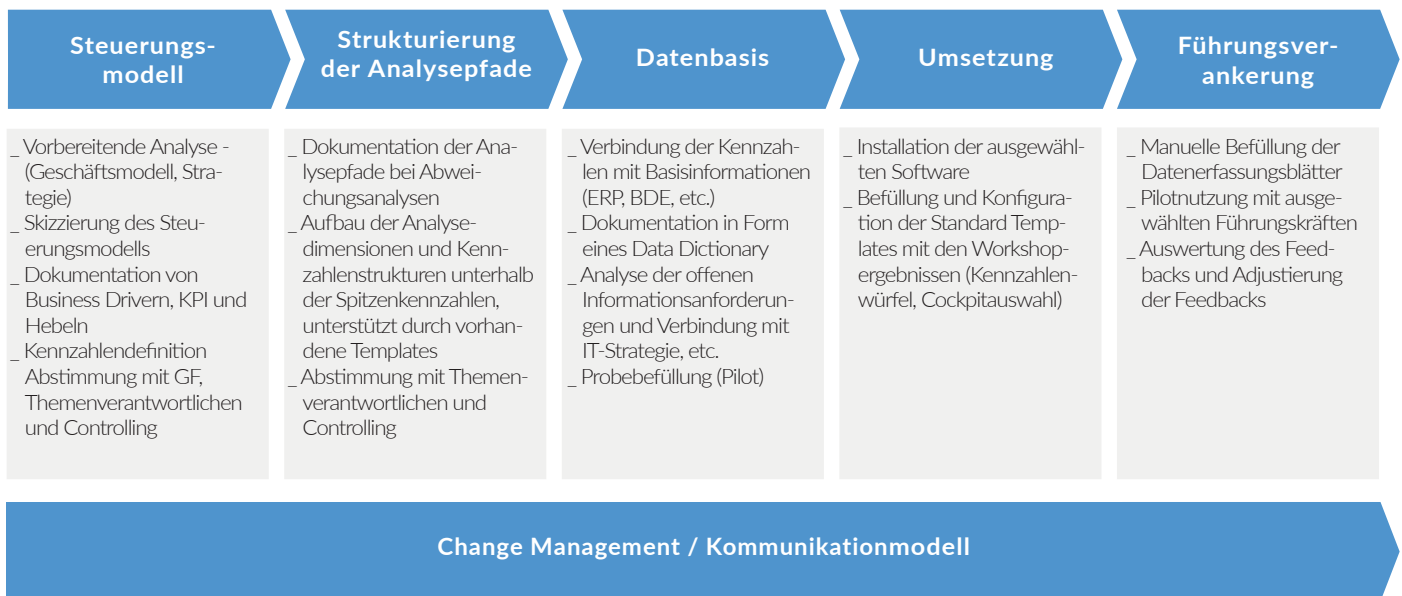 Steuerungs-
modell
Strukturierung
der Analysepfade
Datenbasis
Umsetzung
Führungsver-
ankerung
_ Vorbereitende Analyse -
(Geschäftsmodell, Stra-
tegie)
_ Skizzierung des Steu-
erungsmodells
_ Dokumentation von
Business Drivern, KPI und
Hebeln
_ Kennzahlendefinition
Abstimmung mit GF,
Themenverantwortlichen
und Controlling
_ Dokumentation der Ana-
lysepfade bei Abwei-
chungsanalysen
_ Aufbau der Analyse-
dimensionen und Kenn-
zahlenstrukturen unterhalb
der Spitzenkennzahlen,
unterstützt durch vorhan-
dene Templates
_ Abstimmung mit Themen-
verantwortlichen und
Controlling
_ Verbindung der Kennzah-
len mit Basisinformationen
(ERP, BDE, etc.)
_ Dokumentation in Form
eines Data Dictionary
_ Analyse der offenen
Informationsanforderun-
gen und Verbindung mit
IT-Strategie, etc.
_ Probebefüllung (Pilot)
_ Installation der ausgewähl-
ten Software
_ Befüllung und Konfigura-
tion der Standard Temp-
lates mit den Workshop-
ergebnissen (Kennzahlen-
würfel, Cockpitauswahl)
_ Manuelle Befüllung der
Datenerfassungsblätter
_ Pilotnutzung mit ausge-
wählten Führungskräften
_ Auswertung des Feed-
backs und Adjustierung
der Feedbacks
Change Management / Kommunikationmodell